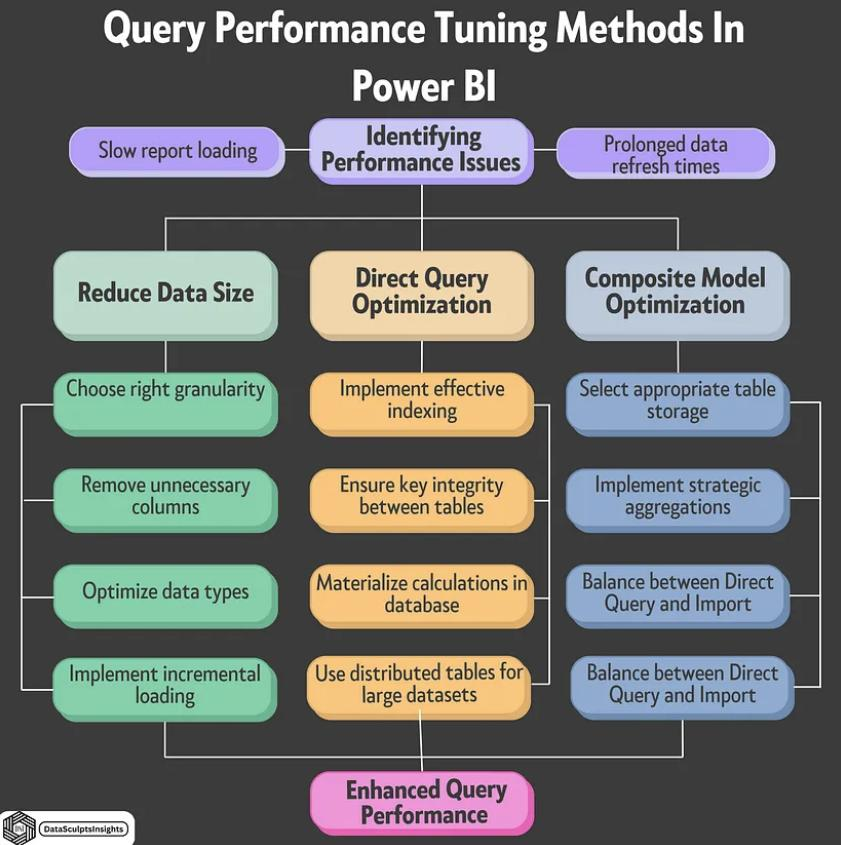 Query Performance Tuning Methods In
Power BI
Slow report loading
Identifying
Performance Issues
Prolonged data
refresh times
Reduce Data Size
Direct Query
Optimization
Composite Model
Optimization
Choose right granularity
Implement effective
indexing
Select appropriate table
storage
Remove unnecessary
columns
Ensure key integrity
between tables
Implement strategic
aggregations
Optimize data types
Materialize calculations in
database
Balance between Direct
Query and Import
Implement incremental
loading
Use distributed tables for
large datasets
Balance between Direct
Query and Import
Enhanced Query
Performance
DataSculptsInsights